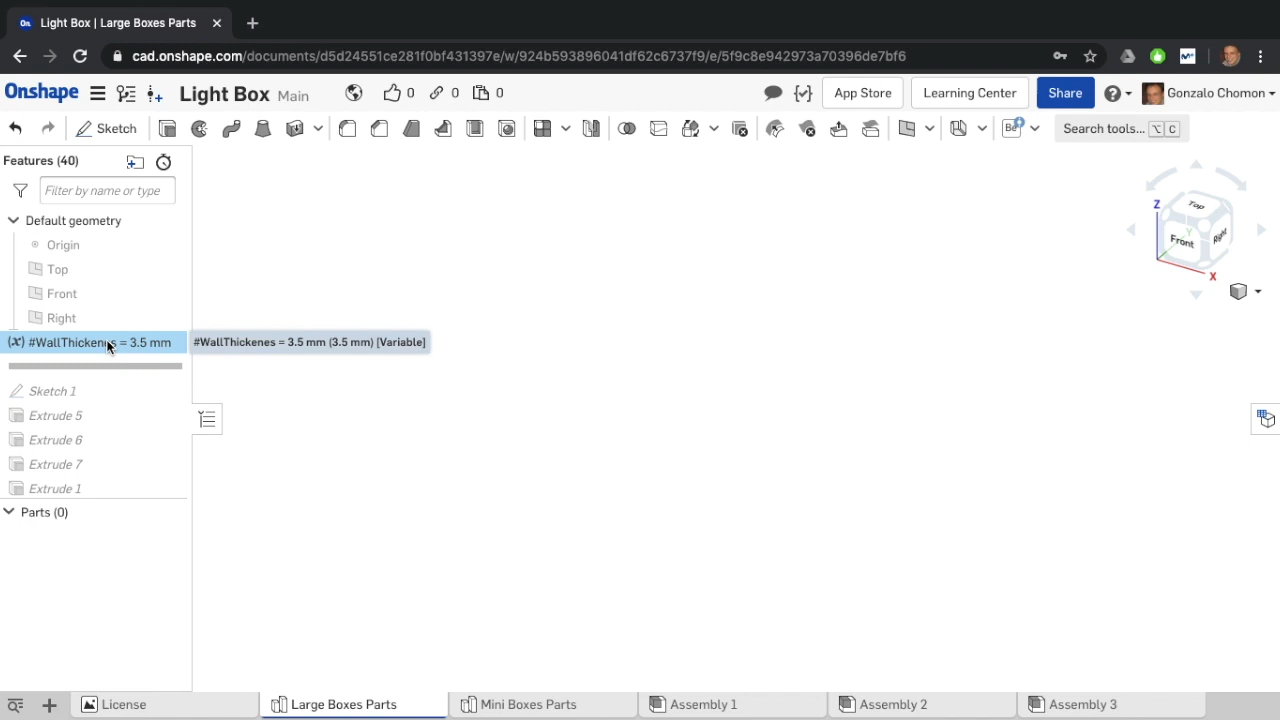 Light Box | Large Boxes Parts
cad.onshape.com/documents/d5d24551ce281f0bf431397e/w/924b593896041df62c6737f9/e/5f9c8e942973a70396de7bf6
Onshape
Light Box Main
0
0
0
App Store
Learning Center
Share
Gonzalo Chomon
Sketch
Search tools... ⌥ C
Features (40)
Filter by name or type
Default geometry
Origin
Top
Front
Right
(x) #WallThickenes = 3.5 mm
#WallThickenes = 3.5 mm (3.5 mm) [Variable]
Sketch 1
Extrude 5
Extrude 6
Extrude 7
Extrude 1
Parts (0)
Z
Top
Y
Front
Right
X
License
Large Boxes Parts
Mini Boxes Parts
Assembly 1
Assembly 2
Assembly 3